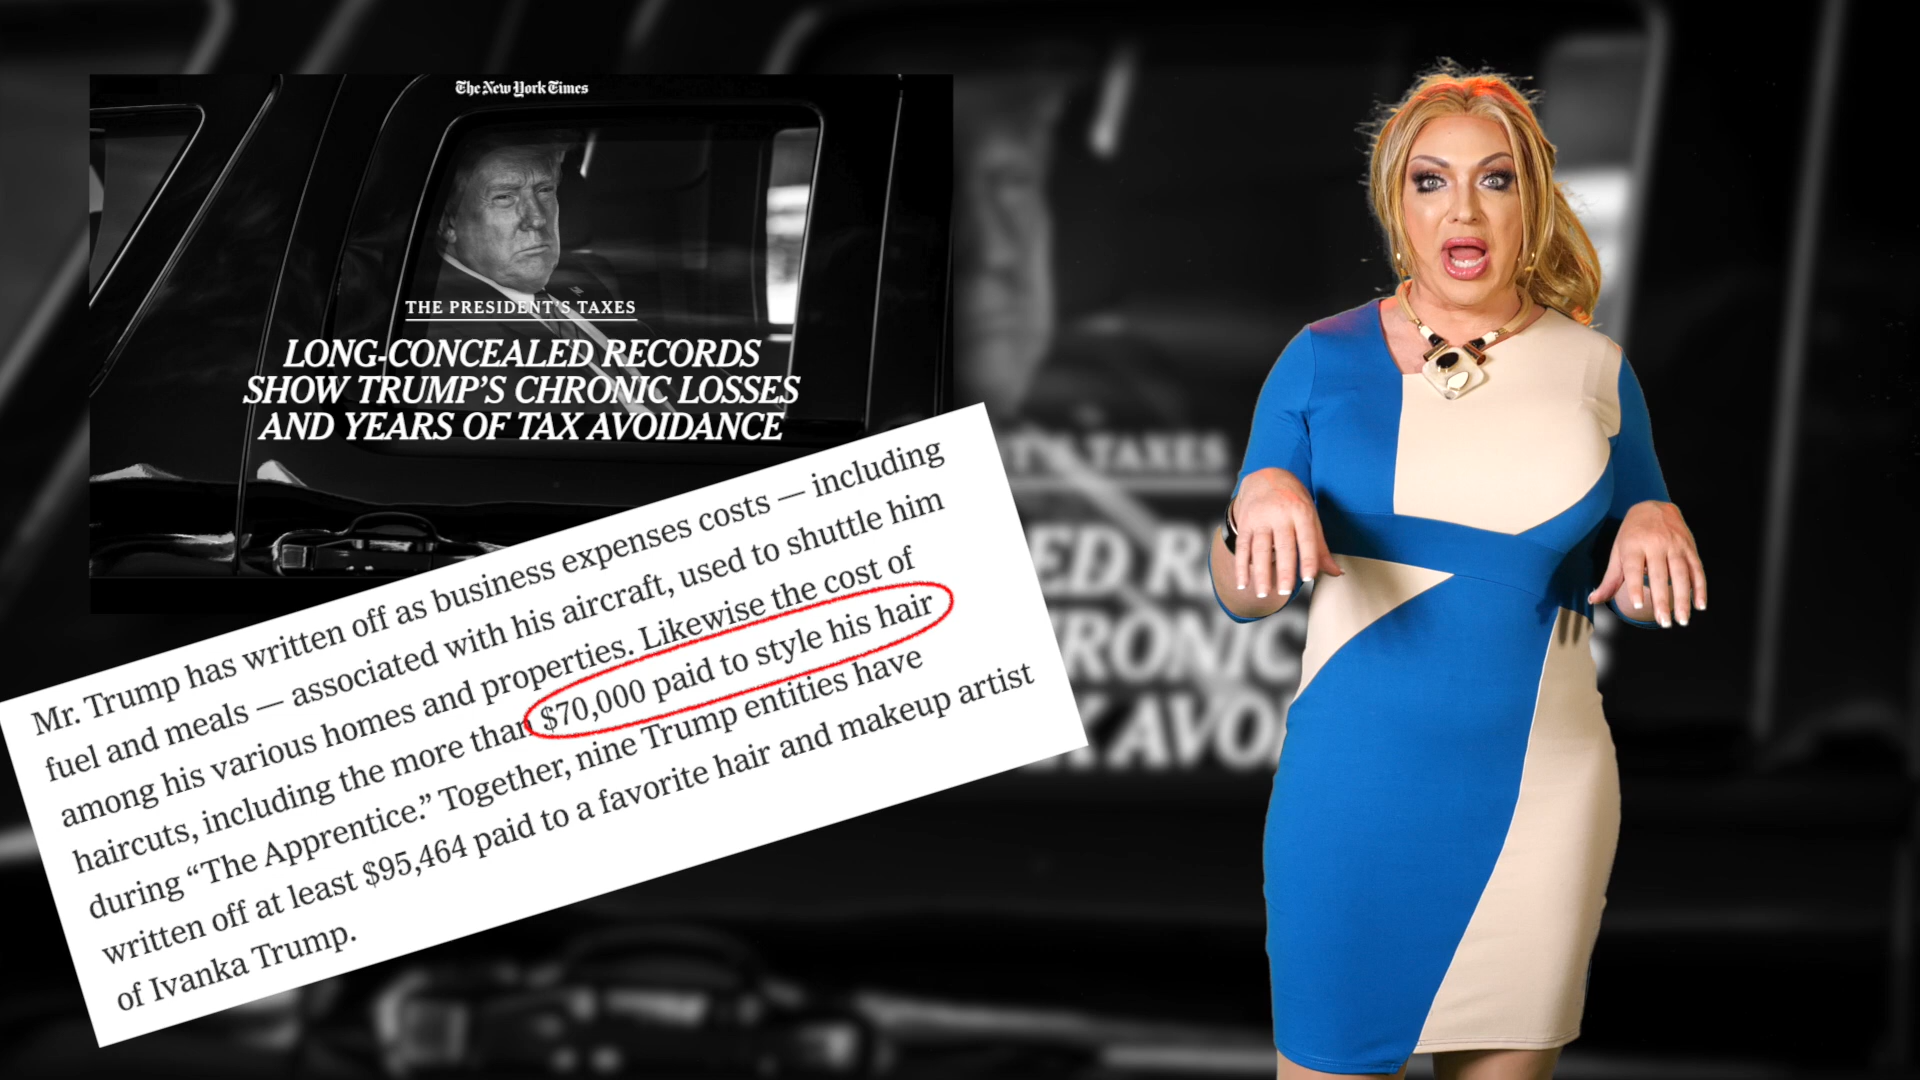 The New York Times
THE PRESIDENT'S TAXES
LONG-CONCEALED RECORDS
SHOW TRUMP'S CHRONIC LOSSES
AND YEARS OF TAX AVOIDANCE
Mr. Trump has written off as business expenses costs — including
fuel and meals — associated with his aircraft, used to shuttle him
among his various homes and properties. Likewise the cost of
haircuts, including the more than $70,000 paid to style his hair
during “The Apprentice.” Together, nine Trump entities have
written off at least $95,464 paid to a favorite hair and makeup artist
of Ivanka Trump.
T'S TAXES
ED R
RONIC
X AVOI